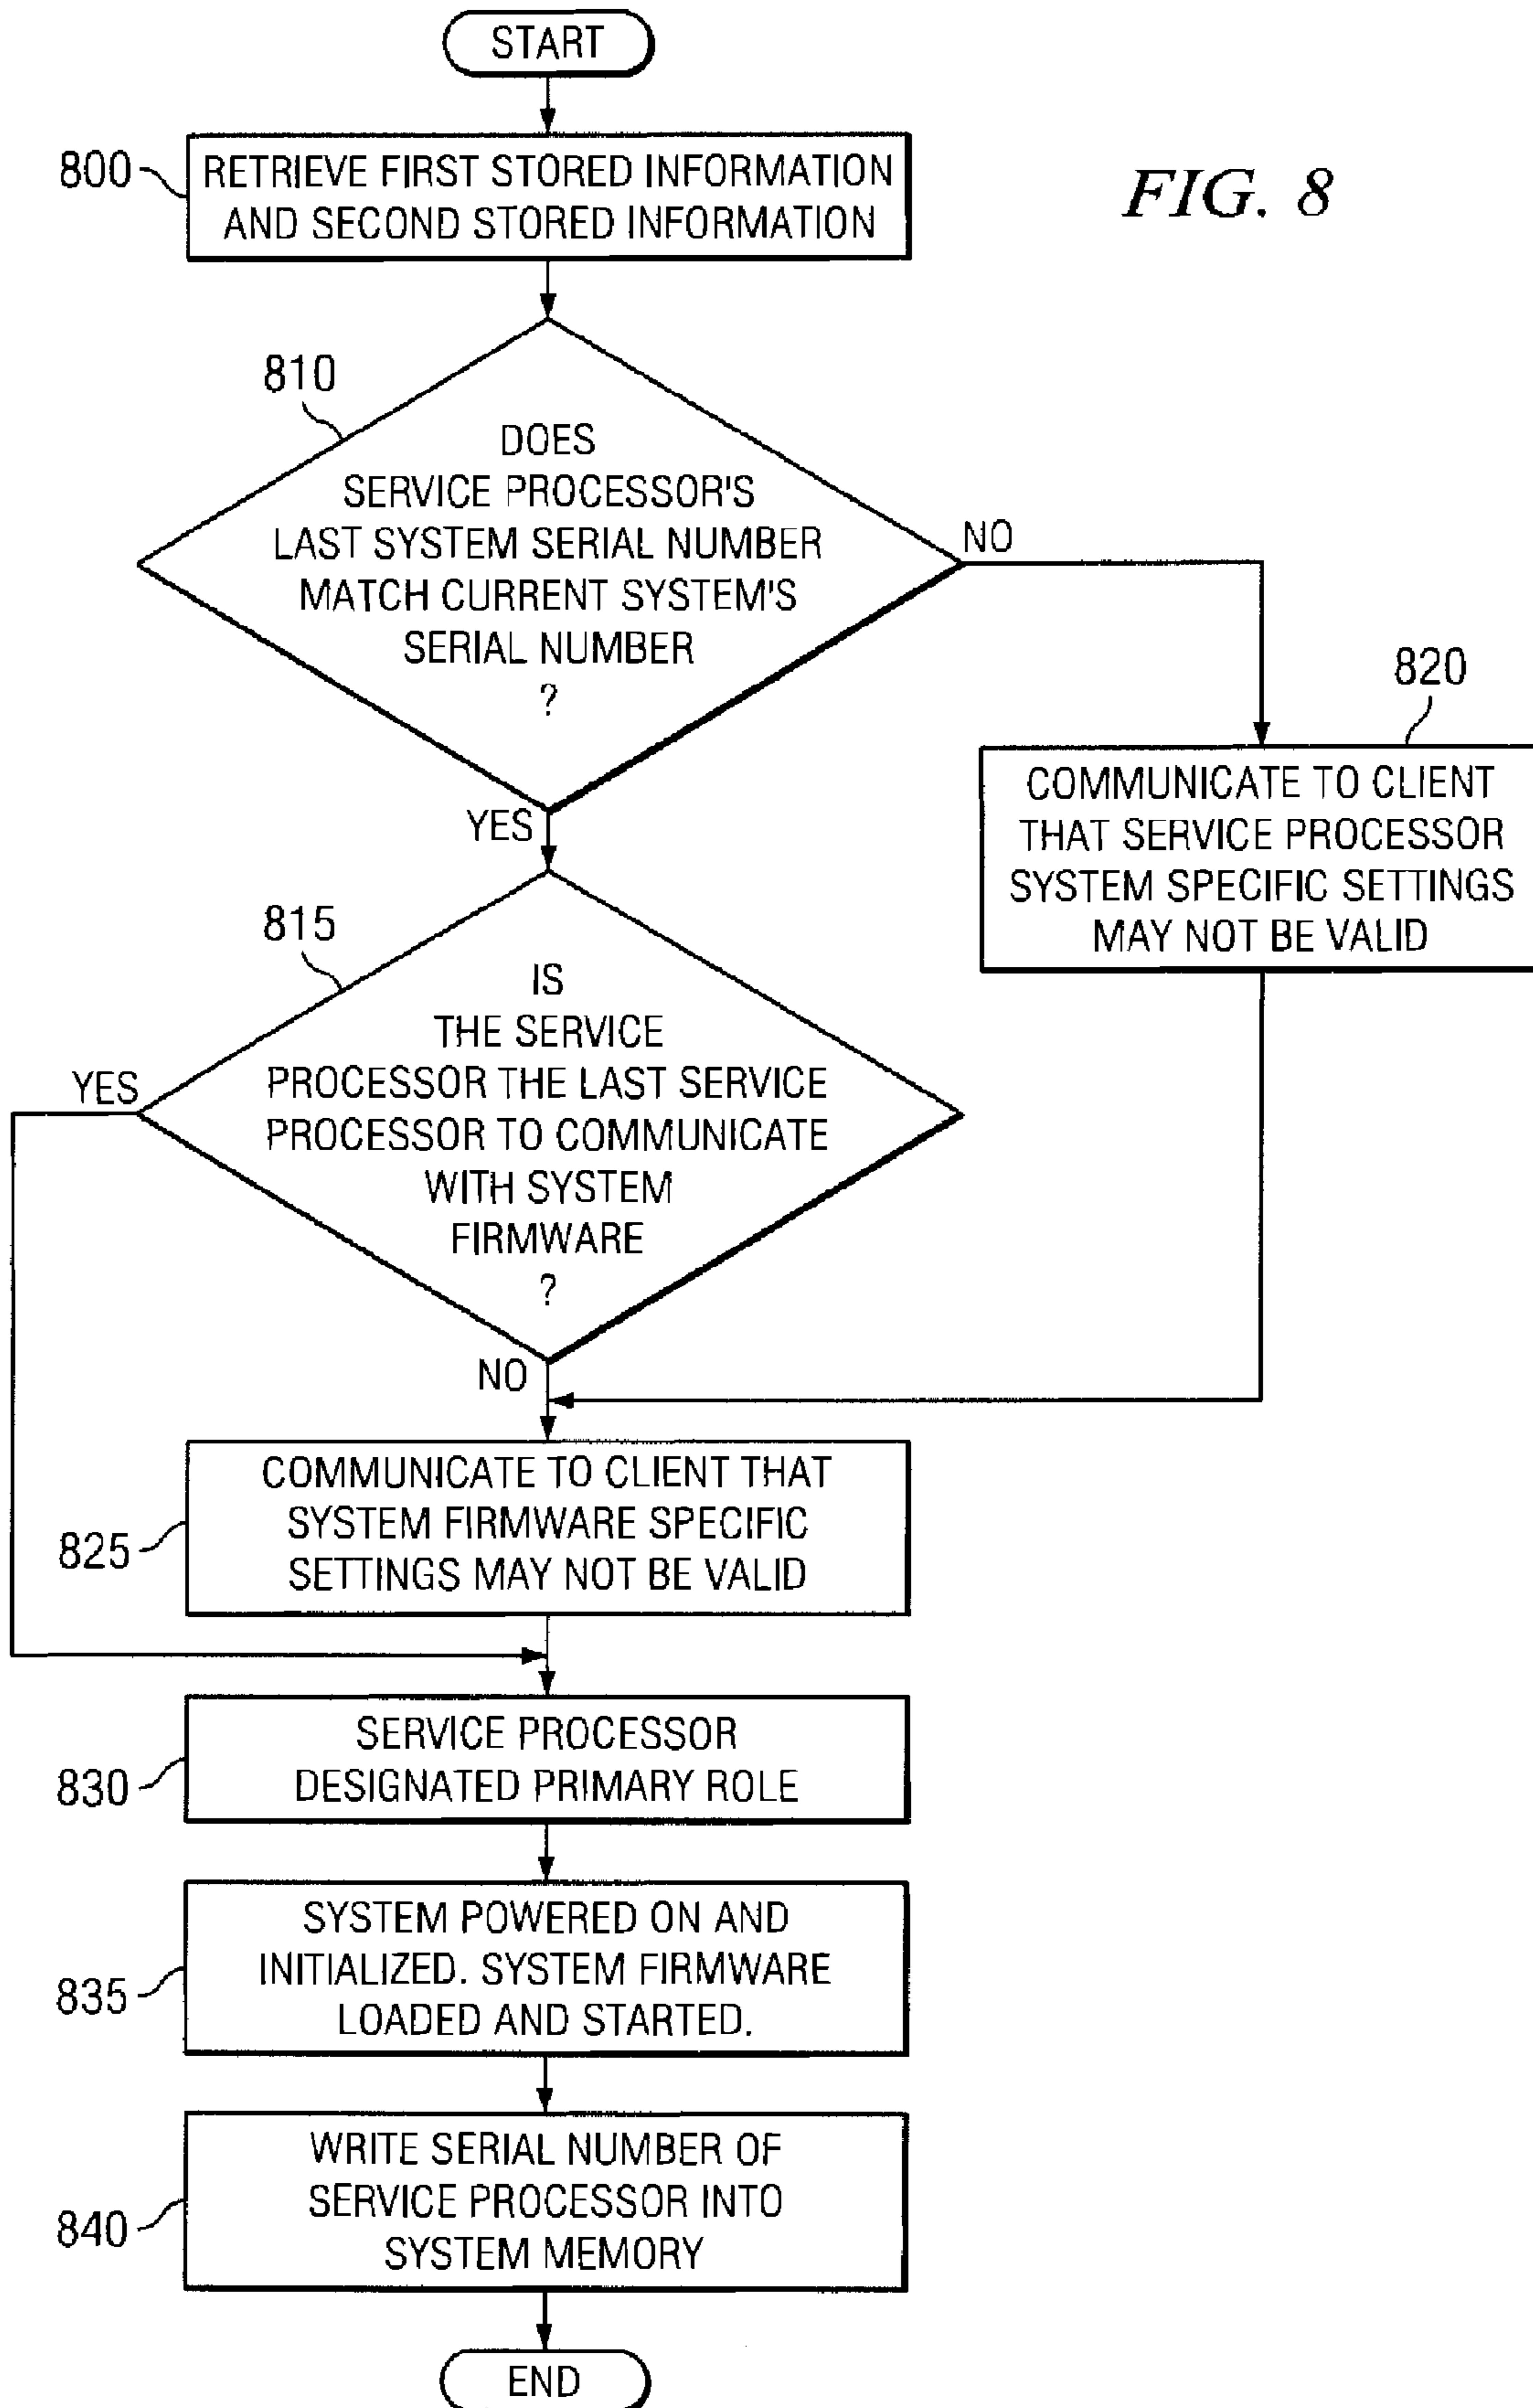 START
800
RETRIEVE FIRST STORED INFORMATION
AND SECOND STORED INFORMATION
FIG. 8
810
DOES
SERVICE PROCESSOR'S
LAST SYSTEM SERIAL NUMBER
MATCH CURRENT SYSTEM'S
SERIAL NUMBER
?
NO
YES
820
COMMUNICATE TO CLIENT
THAT SERVICE PROCESSOR
SYSTEM SPECIFIC SETTINGS
MAY NOT BE VALID
815
IS
THE SERVICE
PROCESSOR THE LAST SERVICE
PROCESSOR TO COMMUNICATE
WITH SYSTEM
FIRMWARE
?
YES
NO
825
COMMUNICATE TO CLIENT THAT
SYSTEM FIRMWARE SPECIFIC
SETTINGS MAY NOT BE VALID
830
SERVICE PROCESSOR
DESIGNATED PRIMARY ROLE
835
SYSTEM POWERED ON AND
INITIALIZED. SYSTEM FIRMWARE
LOADED AND STARTED.
840
WRITE SERIAL NUMBER OF
SERVICE PROCESSOR INTO
SYSTEM MEMORY
END